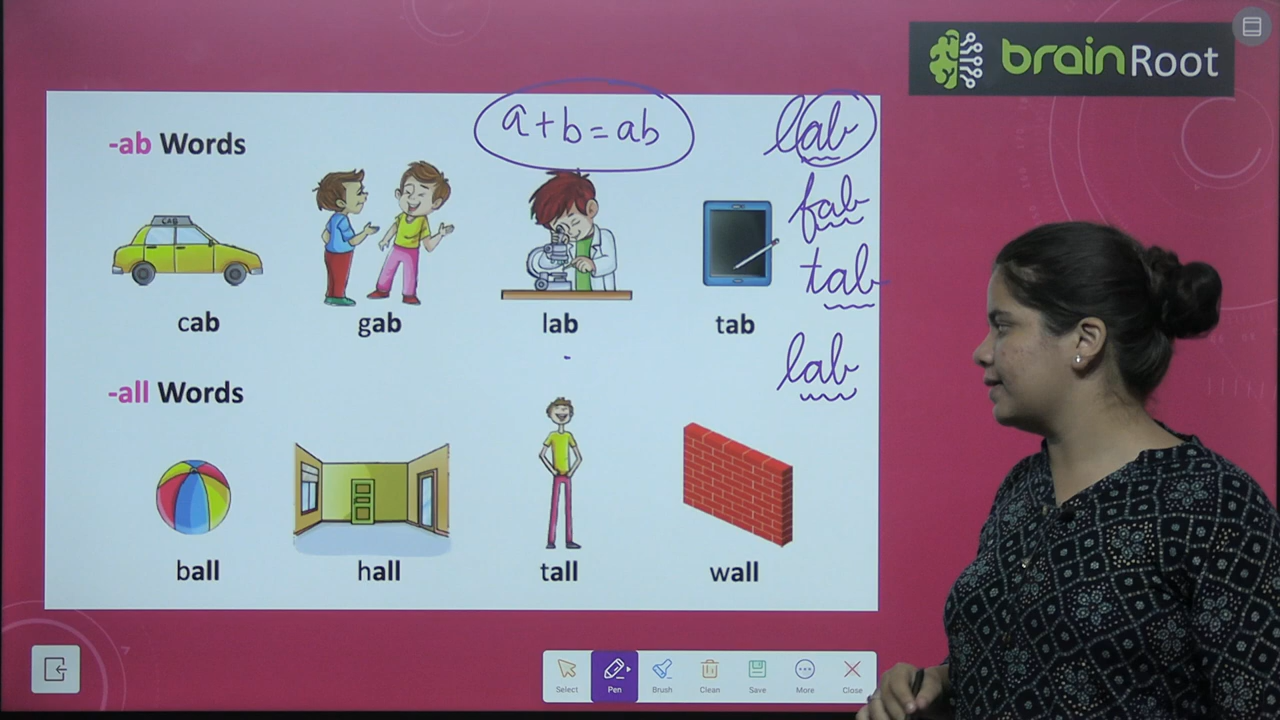 brainRoot
-ab Words
a+b=ab
lab
fab
tab
lab
CAB
cab gab lab tab
-all Words
ball hall tall wall
Select Pen Brush Clean Save More Close